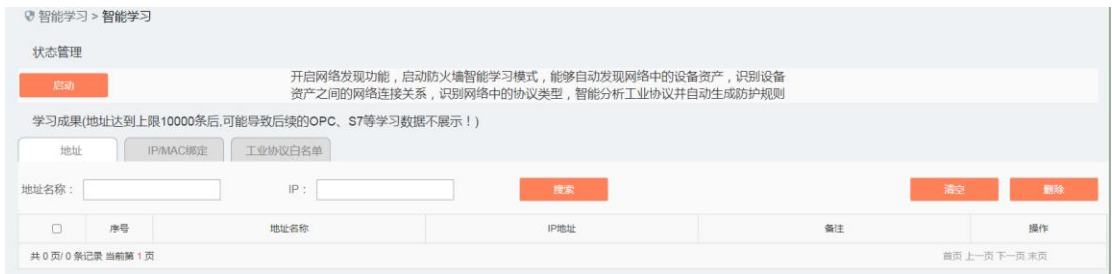 智能学习 > 智能学习
状态管理
启动
开启网络发现功能，启动防火墙智能学习模式，能够自动发现网络中的设备资产，识别设备
资产之间的网络连接关系，识别网络中的协议类型，智能分析工业协议并自动生成防护规则
学习成果(地址达到上限10000条后,可能导致后续的OPC、S7等学习数据不展示！)
地址 IP/MAC绑定 工业协议白名单
地址名称： IP： 搜索 清空 删除
序号 地址名称 IP地址 备注 操作
共 0 页/ 0 条记录 当前第 1 页 首页 上一页 下一页 末页